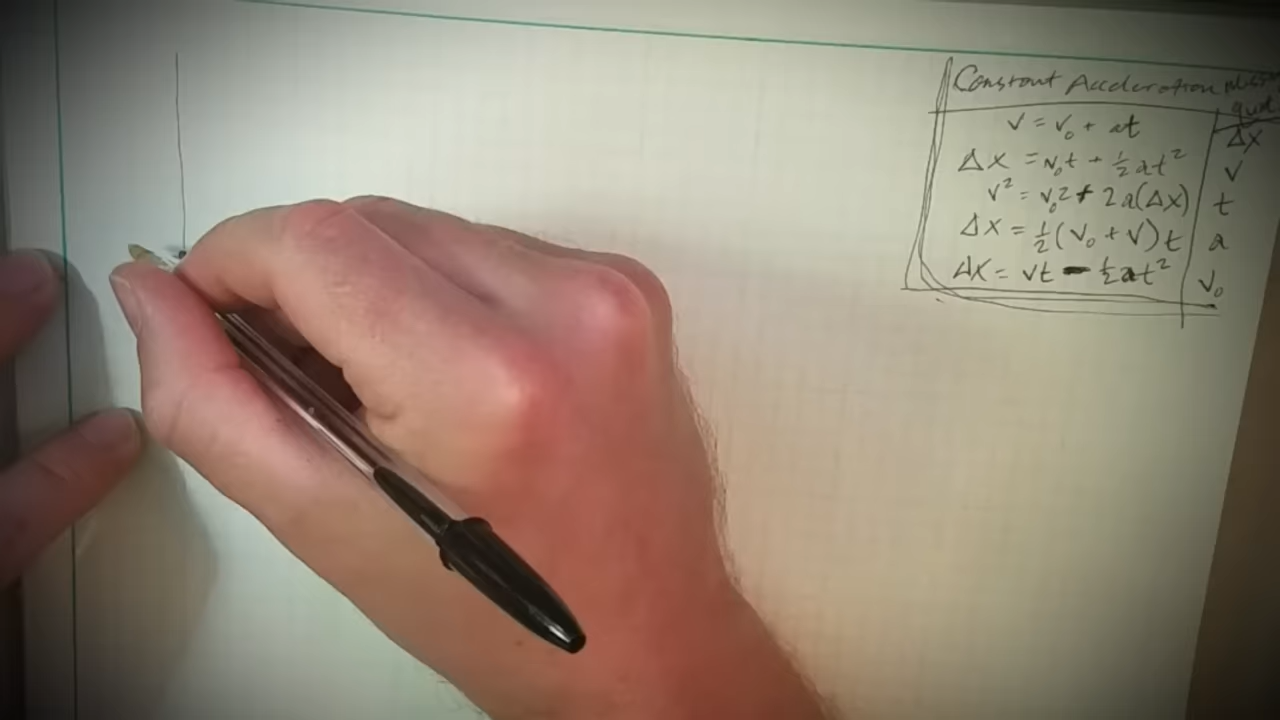 Constant Acceleration
v = v₀ + at
Δx = v₀t + ½at²
v² = v₀² + 2a(Δx)
Δx = ½(v₀ + v)t
Δx = vt - ½at²
Δx
v
t
a
v₀